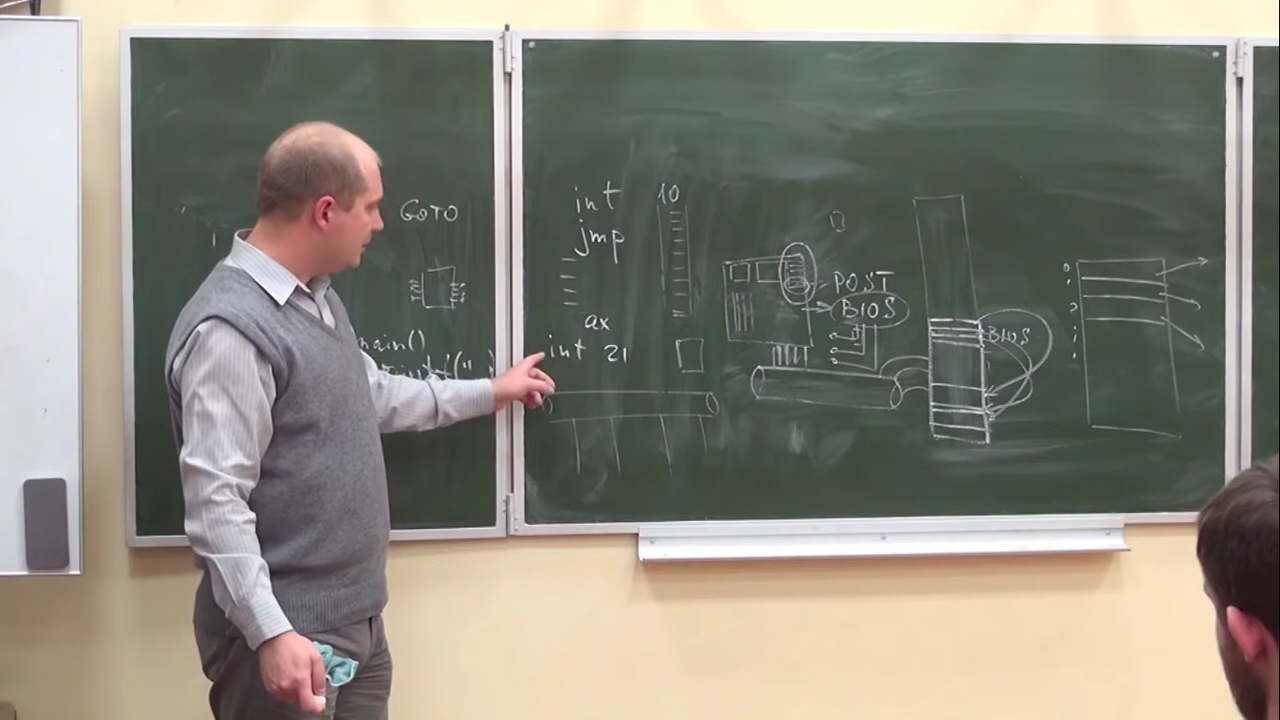 GOTO
main()
int 10
jmp
ax
int 21
POST
BIOS
BIOS